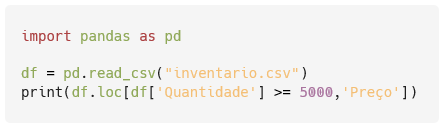 import pandas as pd
df = pd.read_csv("inventario.csv")
print(df.loc[df['Quantidade'] >= 5000,'Preço'])